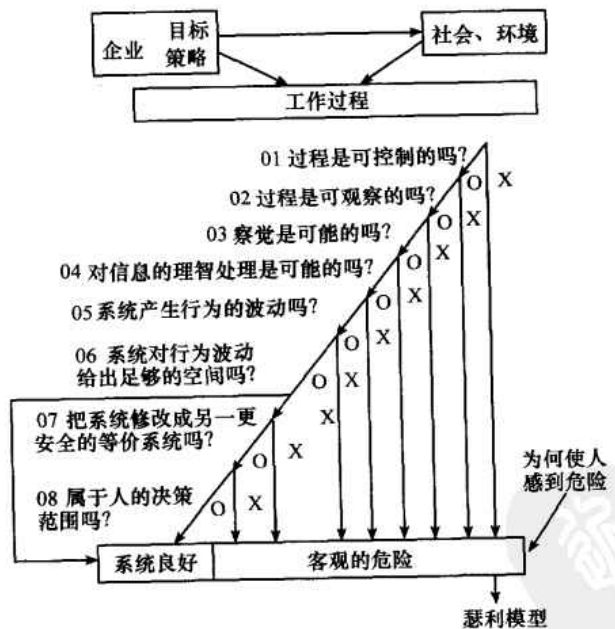 目标
企业
策略
社会、环境
工作过程
01 过程是可控制的吗?
O X
02 过程是可观察的吗?
O X
03 察觉是可能的吗?
O X
04 对信息的理智处理是可能的吗?
O X
05 系统产生行为的波动吗?
O X
06 系统对行为波动
给出足够的空间吗?
O X
07 把系统修改成另一更
安全的等价系统吗?
O X
08 属于人的决策
范围吗?
O X
为何使人
感到危险
系统良好
客观的危险
瑟利模型